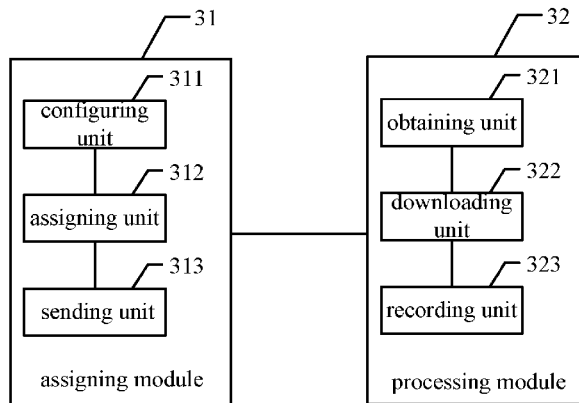 31
311
configuring
unit
312
assigning unit
313
sending unit
assigning module
32
321
obtaining unit
322
downloading
unit
323
recording unit
processing module